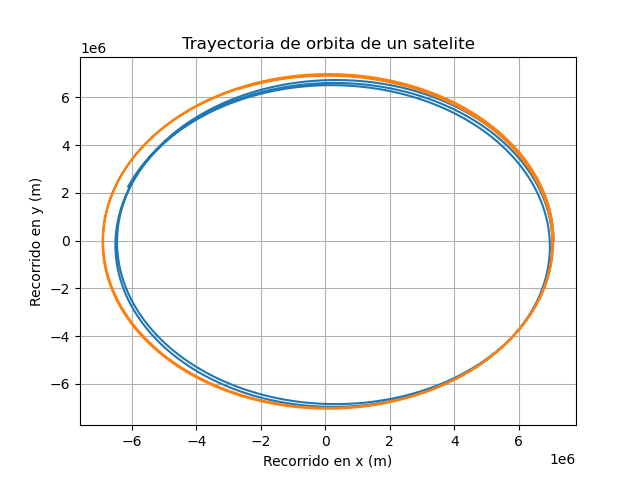 Trayectoria de orbita de un satelite
1e6
6
4
2
0
−2
−4
−6
Recorrido en y (m)
−6 −4 −2 0 2 4 6
Recorrido en x (m)
1e6